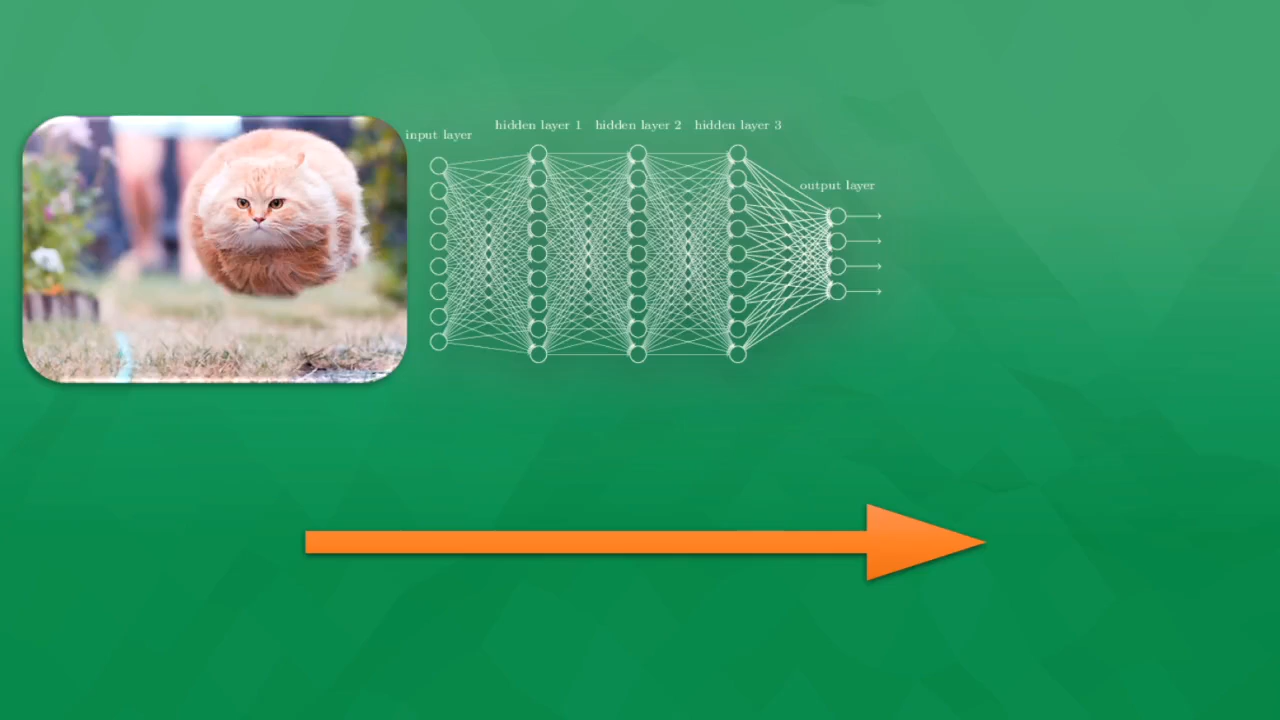 input layer
hidden layer 1
hidden layer 2
hidden layer 3
output layer